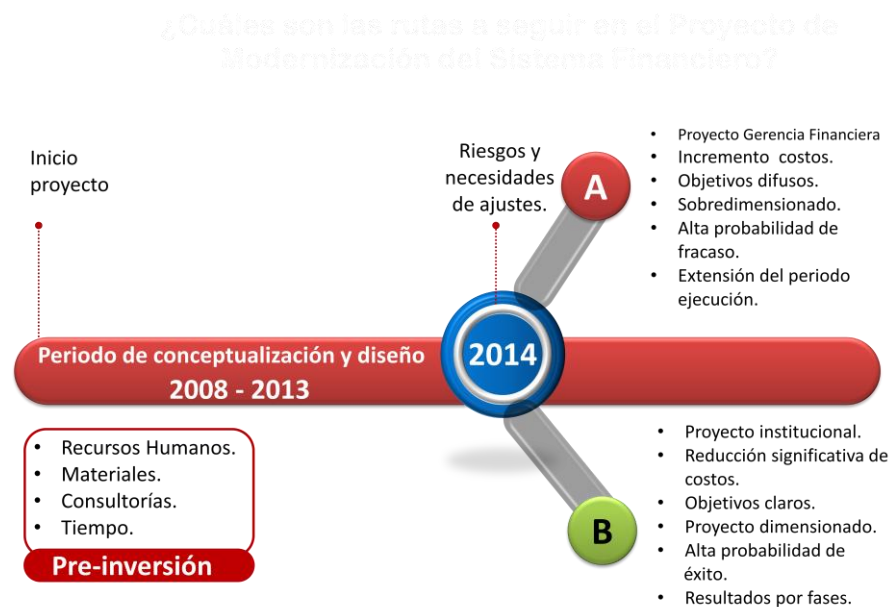 ¿Cuáles son las rutas a seguir en el Proyecto de
Modernización del Sistema Financiero?
Inicio
proyecto
Riesgos y
necesidades
de ajustes.
A
• Proyecto Gerencia Financiera
• Incremento costos.
• Objetivos difusos.
• Sobredimensionado.
• Alta probabilidad de
fracaso.
• Extensión del periodo
ejecución.
Periodo de conceptualización y diseño
2008 - 2013
2014
• Recursos Humanos.
• Materiales.
• Consultorías.
• Tiempo.
Pre-inversión
B
• Proyecto institucional.
• Reducción significativa de
costos.
• Objetivos claros.
• Proyecto dimensionado.
• Alta probabilidad de
éxito.
• Resultados por fases.